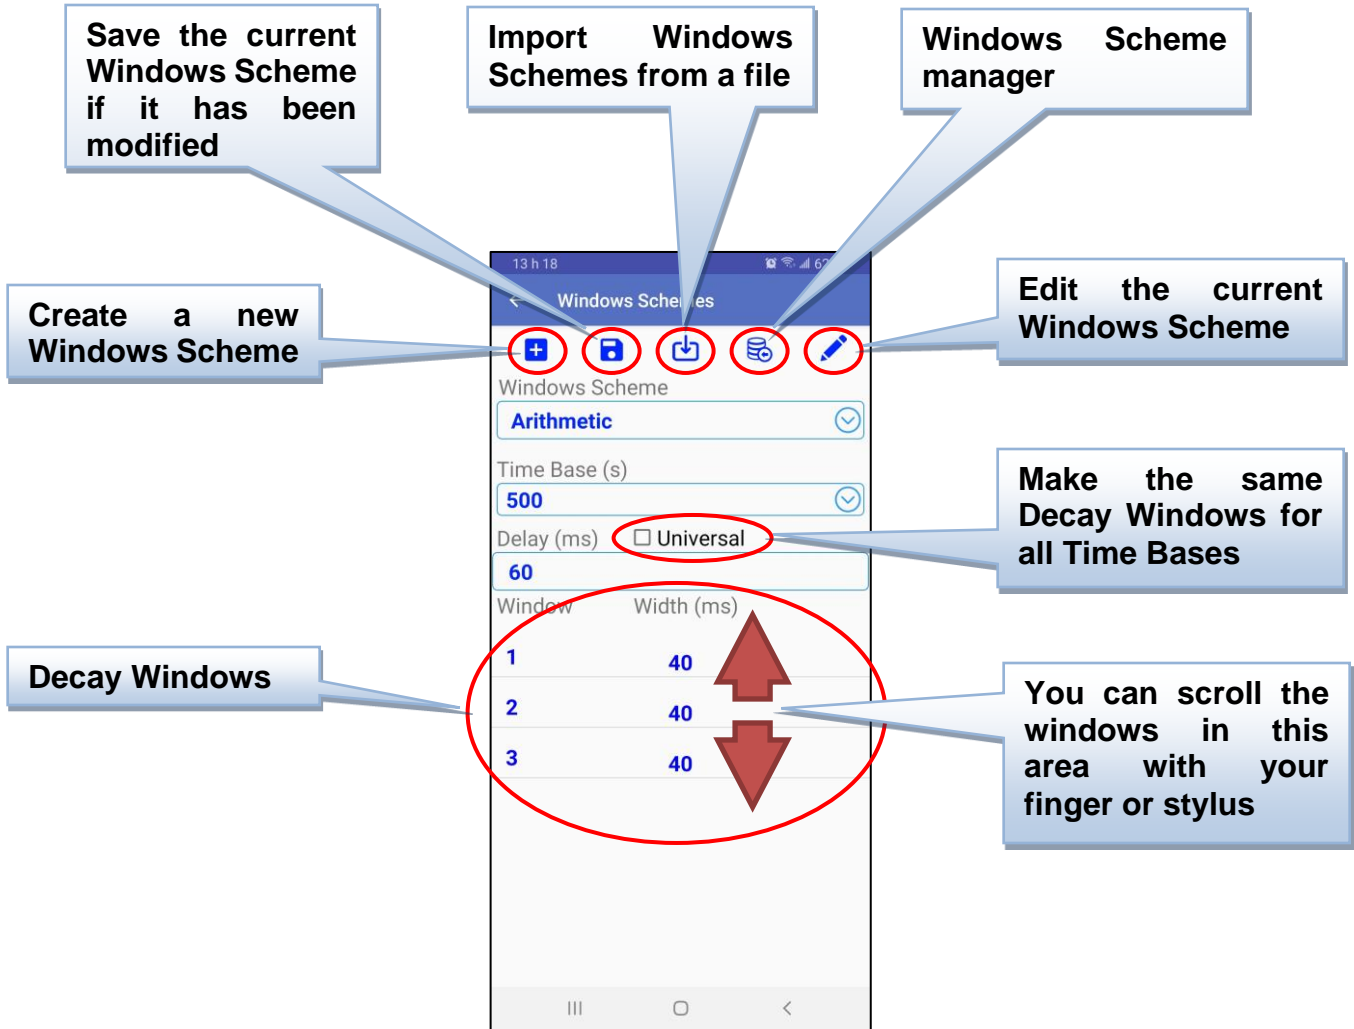 Save the current
Windows Scheme
if it has been
modified
Import Windows
Schemes from a file
Windows Scheme
manager
Create a new
Windows Scheme
Edit the current
Windows Scheme
Make the same
Decay Windows for
all Time Bases
Decay Windows
You can scroll the
windows in this
area with your
finger or stylus
13 h 18
Windows Schemes
Windows Scheme
Arithmetic
Time Base (s)
500
Delay (ms) Universal
60
Window Width (ms)
1 40
2 40
3 40